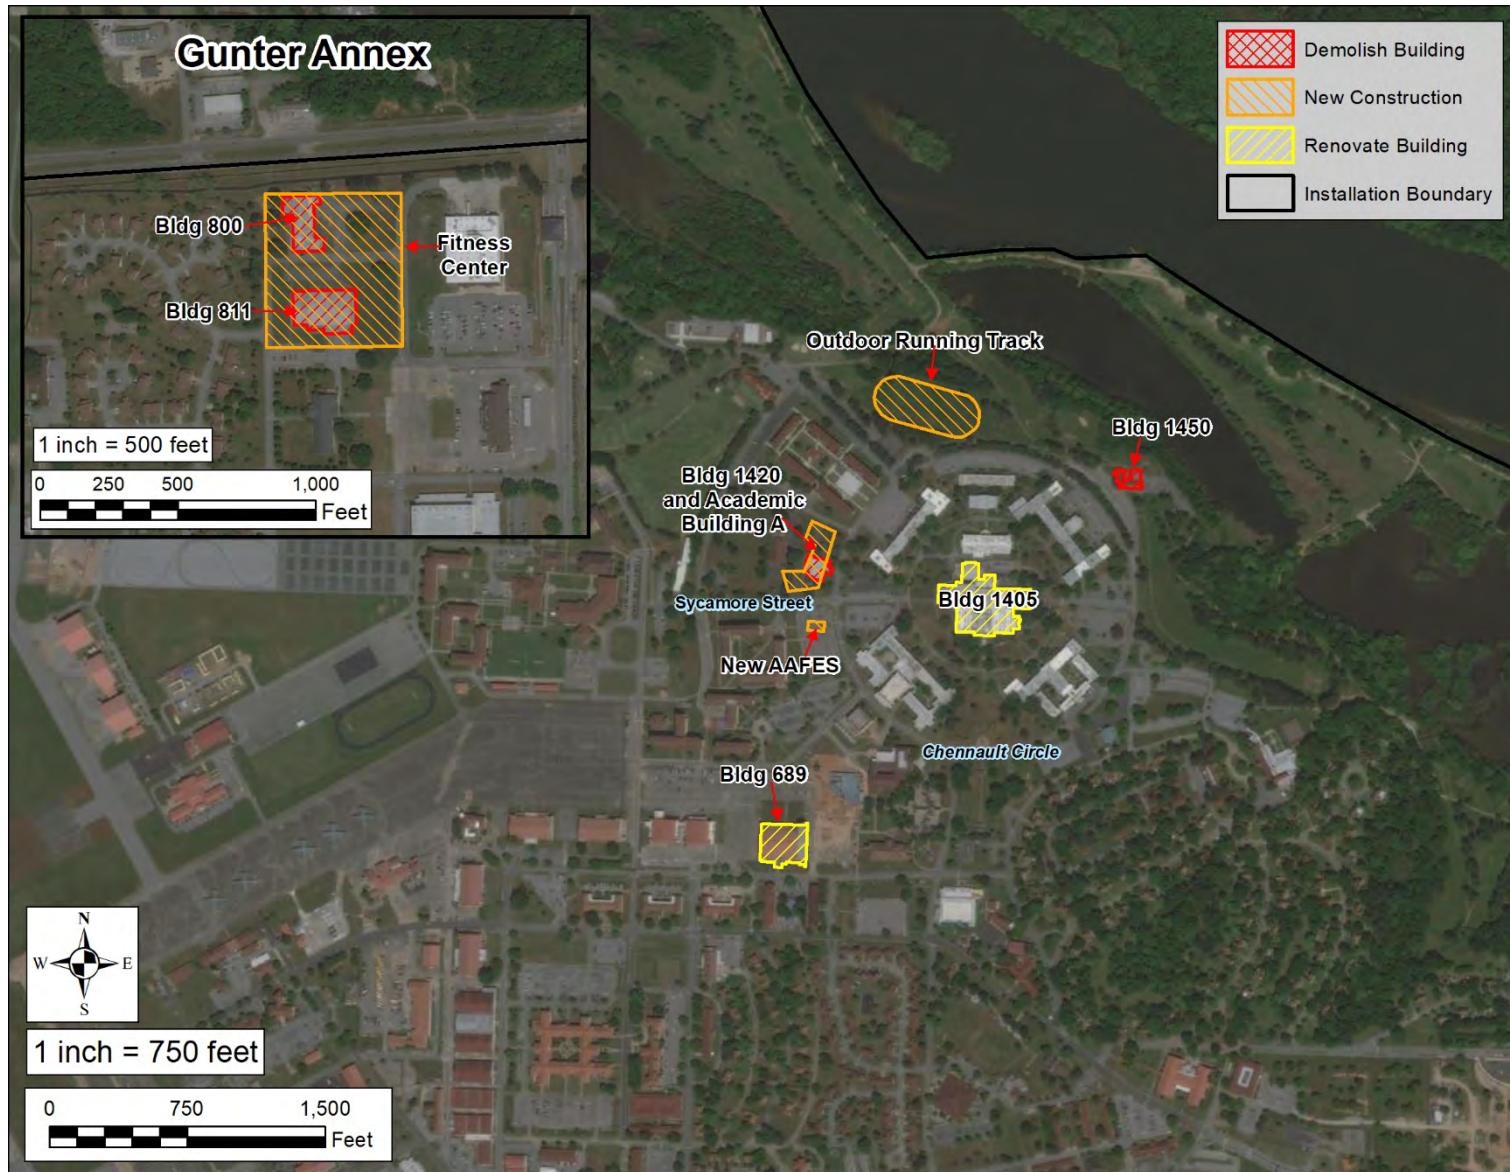 Gunter Annex
Bldg 800
Fitness
Center
Bldg 811
1 inch = 500 feet
0 250 500 1,000
Feet
Demolish Building
New Construction
Renovate Building
Installation Boundary
Outdoor Running Track
Bldg 1450
Bldg 1420
and Academic
Building A
Sycamore Street
Bldg 1405
New AAFES
Chennault Circle
Bldg 689
N
W E
S
1 inch = 750 feet
0 750 1,500
Feet